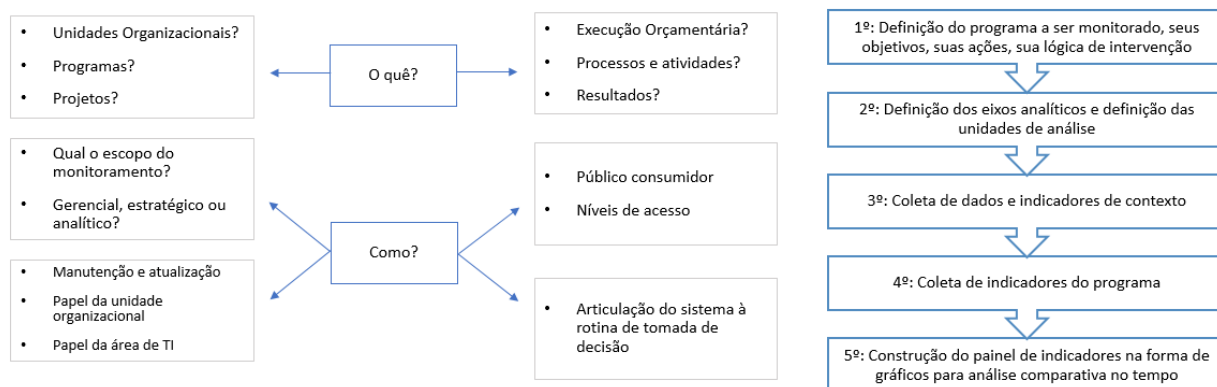 • Unidades Organizacionais?
• Programas?
• Projetos?
O quê?
• Execução Orçamentária?
• Processos e atividades?
• Resultados?
• Qual o escopo do
monitoramento?
• Gerencial, estratégico ou
analítico?
• Manutenção e atualização
• Papel da unidade
organizacional
• Papel da área de TI
Como?
• Público consumidor
• Níveis de acesso
• Articulação do sistema à
rotina de tomada de
decisão
1º: Definição do programa a ser monitorado, seus
objetivos, suas ações, sua lógica de intervenção
2º: Definição dos eixos analíticos e definição das
unidades de análise
3º: Coleta de dados e indicadores de contexto
4º: Coleta de indicadores do programa
5º: Construção do painel de indicadores na forma de
gráficos para análise comparativa no tempo